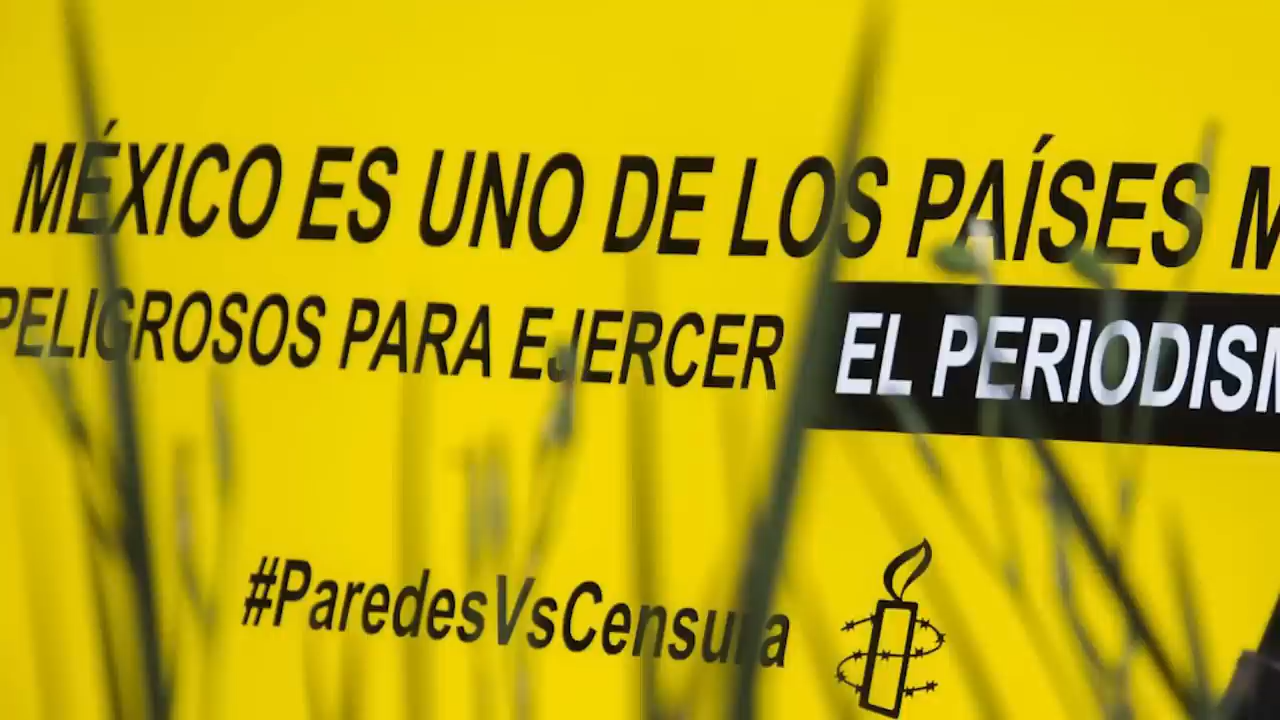 MÉXICO ES UNO DE LOS PAÍSES M
PELIGROSOS PARA EJERCER EL PERIODISM
#ParedesVsCensura